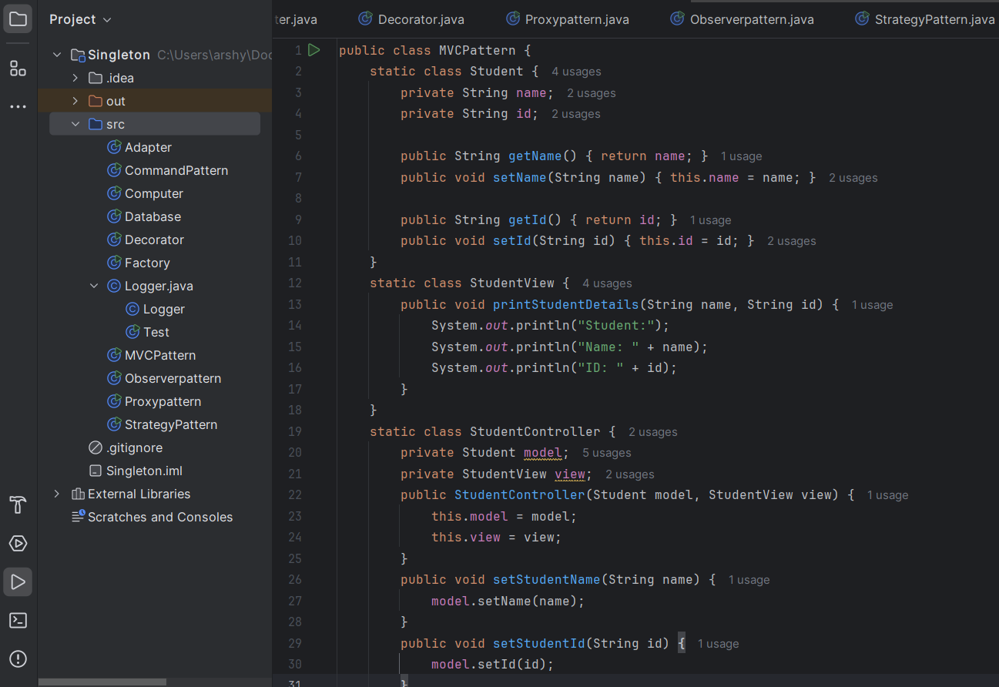 Project
Singleton C:\Users\arshy\Doc
.idea
out
src
Adapter
CommandPattern
Computer
Database
Decorator
Factory
Logger.java
Logger
Test
MVCPattern
Observerpattern
Proxypattern
StrategyPattern
.gitignore
Singleton.iml
External Libraries
Scratches and Consoles
ter.java Decorator.java Proxypattern.java Observerpattern.java StrategyPattern.java
1 public class MVCPattern {
2 static class Student { 4 usages
3 private String name; 2 usages
4 private String id; 2 usages
5
6 public String getName() { return name; } 1 usage
7 public void setName(String name) { this.name = name; } 2 usages
8
9 public String getId() { return id; } 1 usage
10 public void setId(String id) { this.id = id; } 2 usages
11 }
12 static class StudentView { 4 usages
13 public void printStudentDetails(String name, String id) { 1 usage
14 System.out.println("Student:");
15 System.out.println("Name: " + name);
16 System.out.println("ID: " + id);
17 }
18 }
19 static class StudentController { 2 usages
20 private Student model; 5 usages
21 private StudentView view; 2 usages
22 public StudentController(Student model, StudentView view) { 1 usage
23 this.model = model;
24 this.view = view;
25 }
26 public void setStudentName(String name) { 1 usage
27 model.setName(name);
28 }
29 public void setStudentId(String id) { 1 usage
30 model.setId(id);
31 }